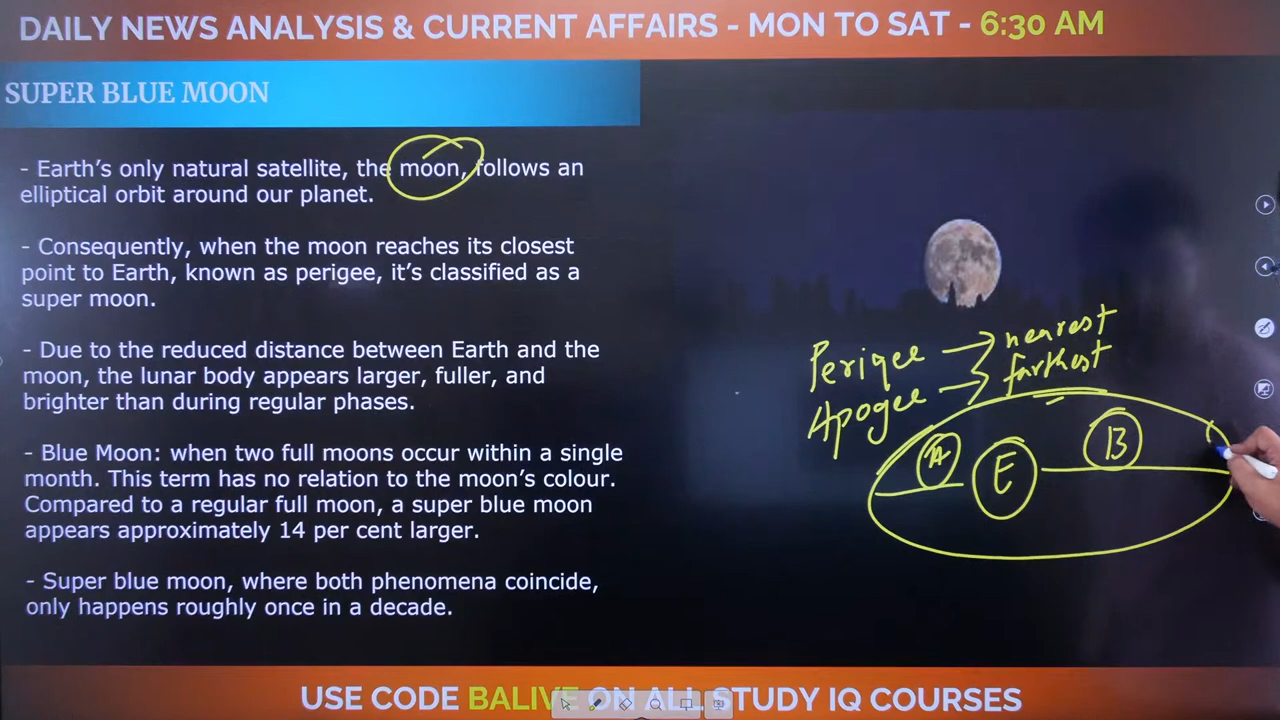 DAILY NEWS ANALYSIS & CURRENT AFFAIRS - MON TO SAT - 6:30 AM
SUPER BLUE MOON
- Earth's only natural satellite, the moon, follows an
elliptical orbit around our planet.
- Consequently, when the moon reaches its closest
point to Earth, known as perigee, it's classified as a
super moon.
- Due to the reduced distance between Earth and the
moon, the lunar body appears larger, fuller, and
brighter than during regular phases.
- Blue Moon: when two full moons occur within a single
month. This term has no relation to the moon's colour.
Compared to a regular full moon, a super blue moon
appears approximately 14 per cent larger.
- Super blue moon, where both phenomena coincide,
only happens roughly once in a decade.
Perigee → nearest
Apogee → farthest
A E B
USE CODE BALIVE ON ALL STUDY IQ COURSES